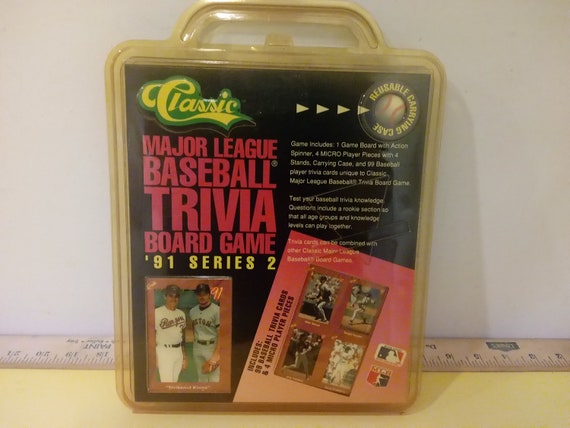 Classic
REUSABLE CARRYING CASE
MAJOR LEAGUE
BASEBALL®
TRIVIA
BOARD GAME
'91 SERIES 2
Game Includes: 1 Game Board with Action
Spinner, 4 MICRO Player Pieces with 4
Stands, Carrying Case, and 99 Baseball
player trivia cards unique to Classic
Major League Baseball® Trivia Board Game.
Test your baseball trivia knowledge.
Questions include a rookie section so
that all age groups and knowledge
levels can play together.
Trivia cards can be combined with
other Classic Major League
Baseball® Board Games.
'91
INCLUDES:
99 BASEBALL TRIVIA CARDS
& 4 MICRO PLAYER PIECES